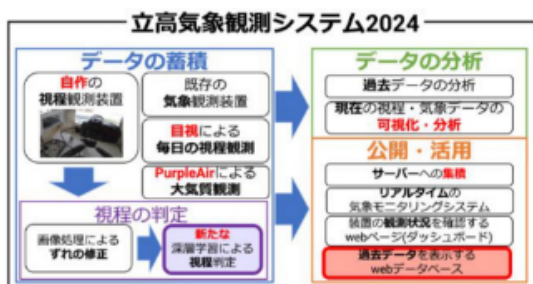 立高気象観測システム2024
データの蓄積
自作の
視程観測装置
既存の
気象観測装置
目視による
毎日の視程観測
PurpleAirによる
大気質観測
視程の判定
画像処理による
ずれの修正
新たな
深層学習による
視程判定
データの分析
過去データの分析
現在の視程・気象データの
可視化・分析
公開・活用
サーバーへの集積
リアルタイムの
気象モニタリングシステム
装置の観測状況を確認する
webページ(ダッシュボード)
過去データを表示する
webデータベース